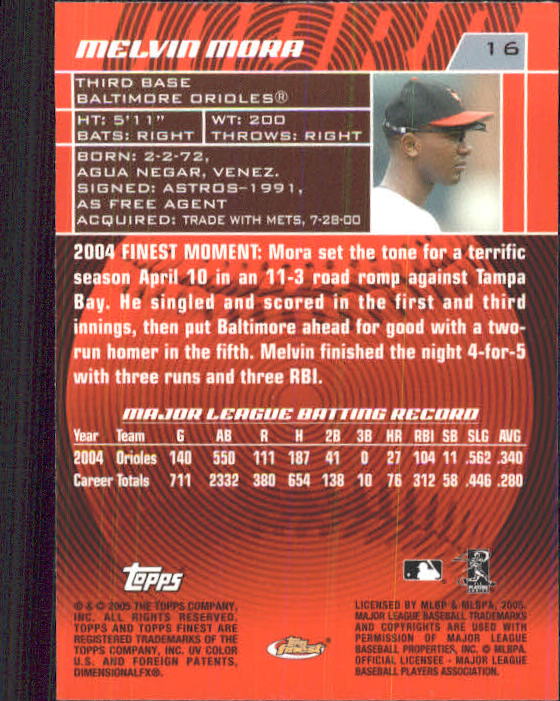 MELVIN MORA
16
THIRD BASE
BALTIMORE ORIOLES®
HT: 5'11" WT: 200
BATS: RIGHT THROWS: RIGHT
BORN: 2-2-72,
AGUA NEGAR, VENEZ.
SIGNED: ASTROS-1991,
AS FREE AGENT
ACQUIRED: TRADE WITH METS, 7-28-00
2004 FINEST MOMENT: Mora set the tone for a terrific
season April 10 in an 11-3 road romp against Tampa
Bay. He singled and scored in the first and third
innings, then put Baltimore ahead for good with a two-
run homer in the fifth. Melvin finished the night 4-for-5
with three runs and three RBI.
MAJOR LEAGUE BATTING RECORD
Year Team G AB R H 2B 3B HR RBI SB SLG AVG
2004 Orioles 140 550 111 187 41 0 27 104 11 .562 .340
Career Totals 711 2332 380 654 138 10 76 312 58 .446 .280
TOPPS
® & © 2005 THE TOPPS COMPANY,
INC. ALL RIGHTS RESERVED.
TOPPS AND TOPPS FINEST ARE
REGISTERED TRADEMARKS OF THE
TOPPS COMPANY, INC. UV COLOR
U.S. AND FOREIGN PATENTS,
DIMENSIONALFX®.
Finest
LICENSED BY MLBP & MLBPA, 2005.
MAJOR LEAGUE BASEBALL TRADEMARKS
AND COPYRIGHTS ARE USED WITH
PERMISSION OF MAJOR LEAGUE
BASEBALL PROPERTIES, INC. © MLBPA.
OFFICIAL LICENSEE - MAJOR LEAGUE
BASEBALL PLAYERS ASSOCIATION.